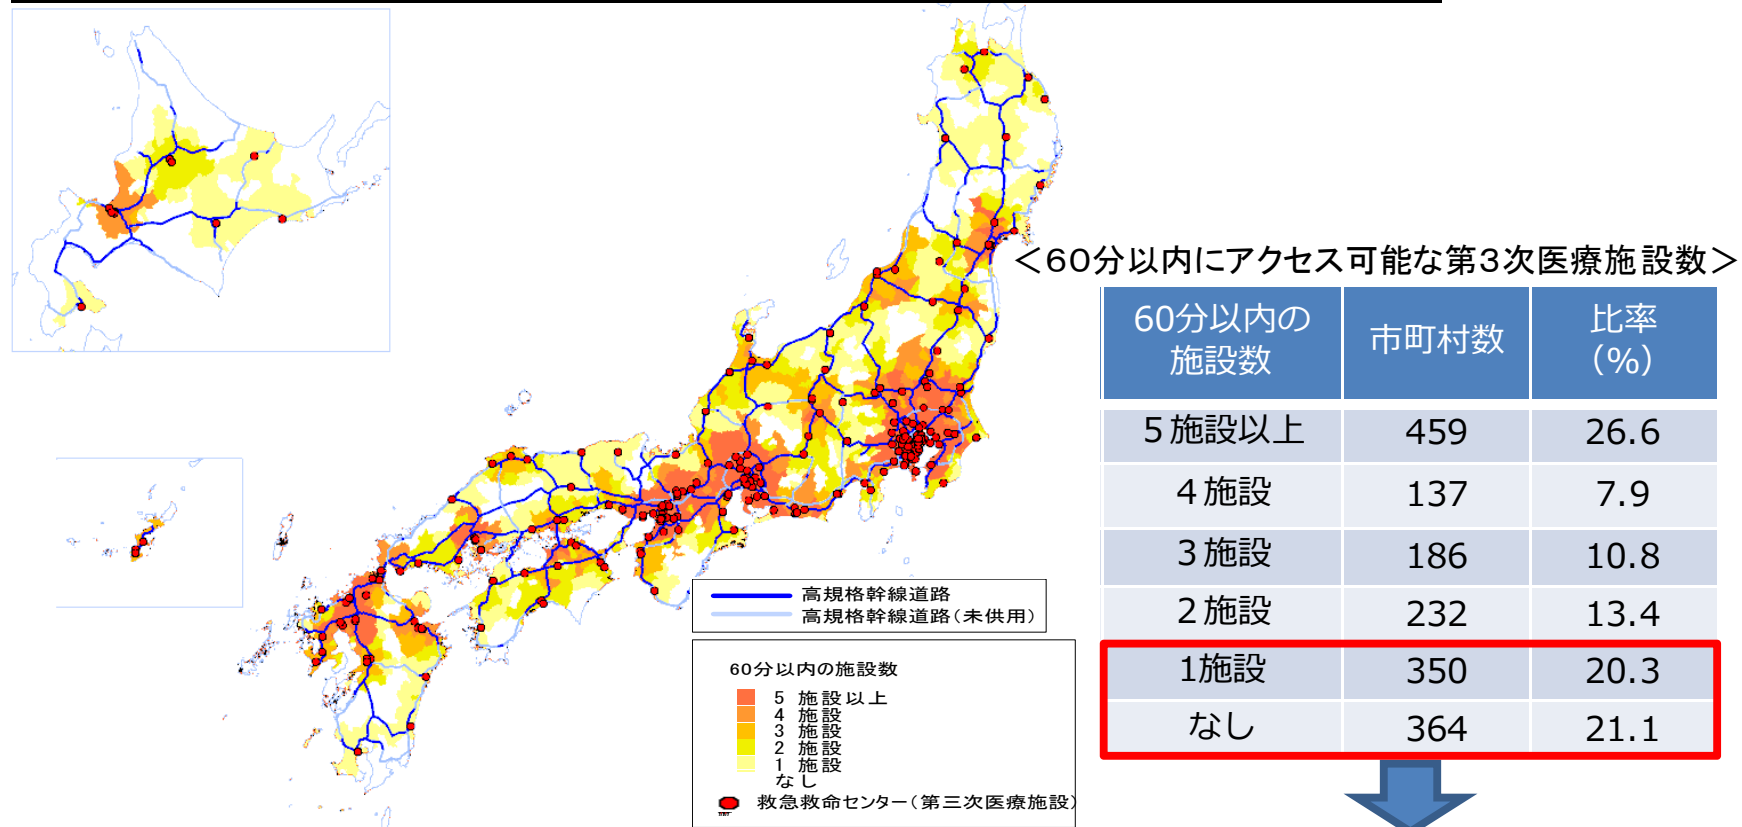 ＜60分以内にアクセス可能な第3次医療施設数＞
60分以内の
施設数
市町村数
比率
（%）
5施設以上 459 26.6
4施設 137 7.9
3施設 186 10.8
2施設 232 13.4
1施設 350 20.3
なし 364 21.1
高規格幹線道路
高規格幹線道路（未供用）
60分以内の施設数
5 施設以上
4 施設
3 施設
2 施設
1 施設
なし
救急救命センター（第三次医療施設）